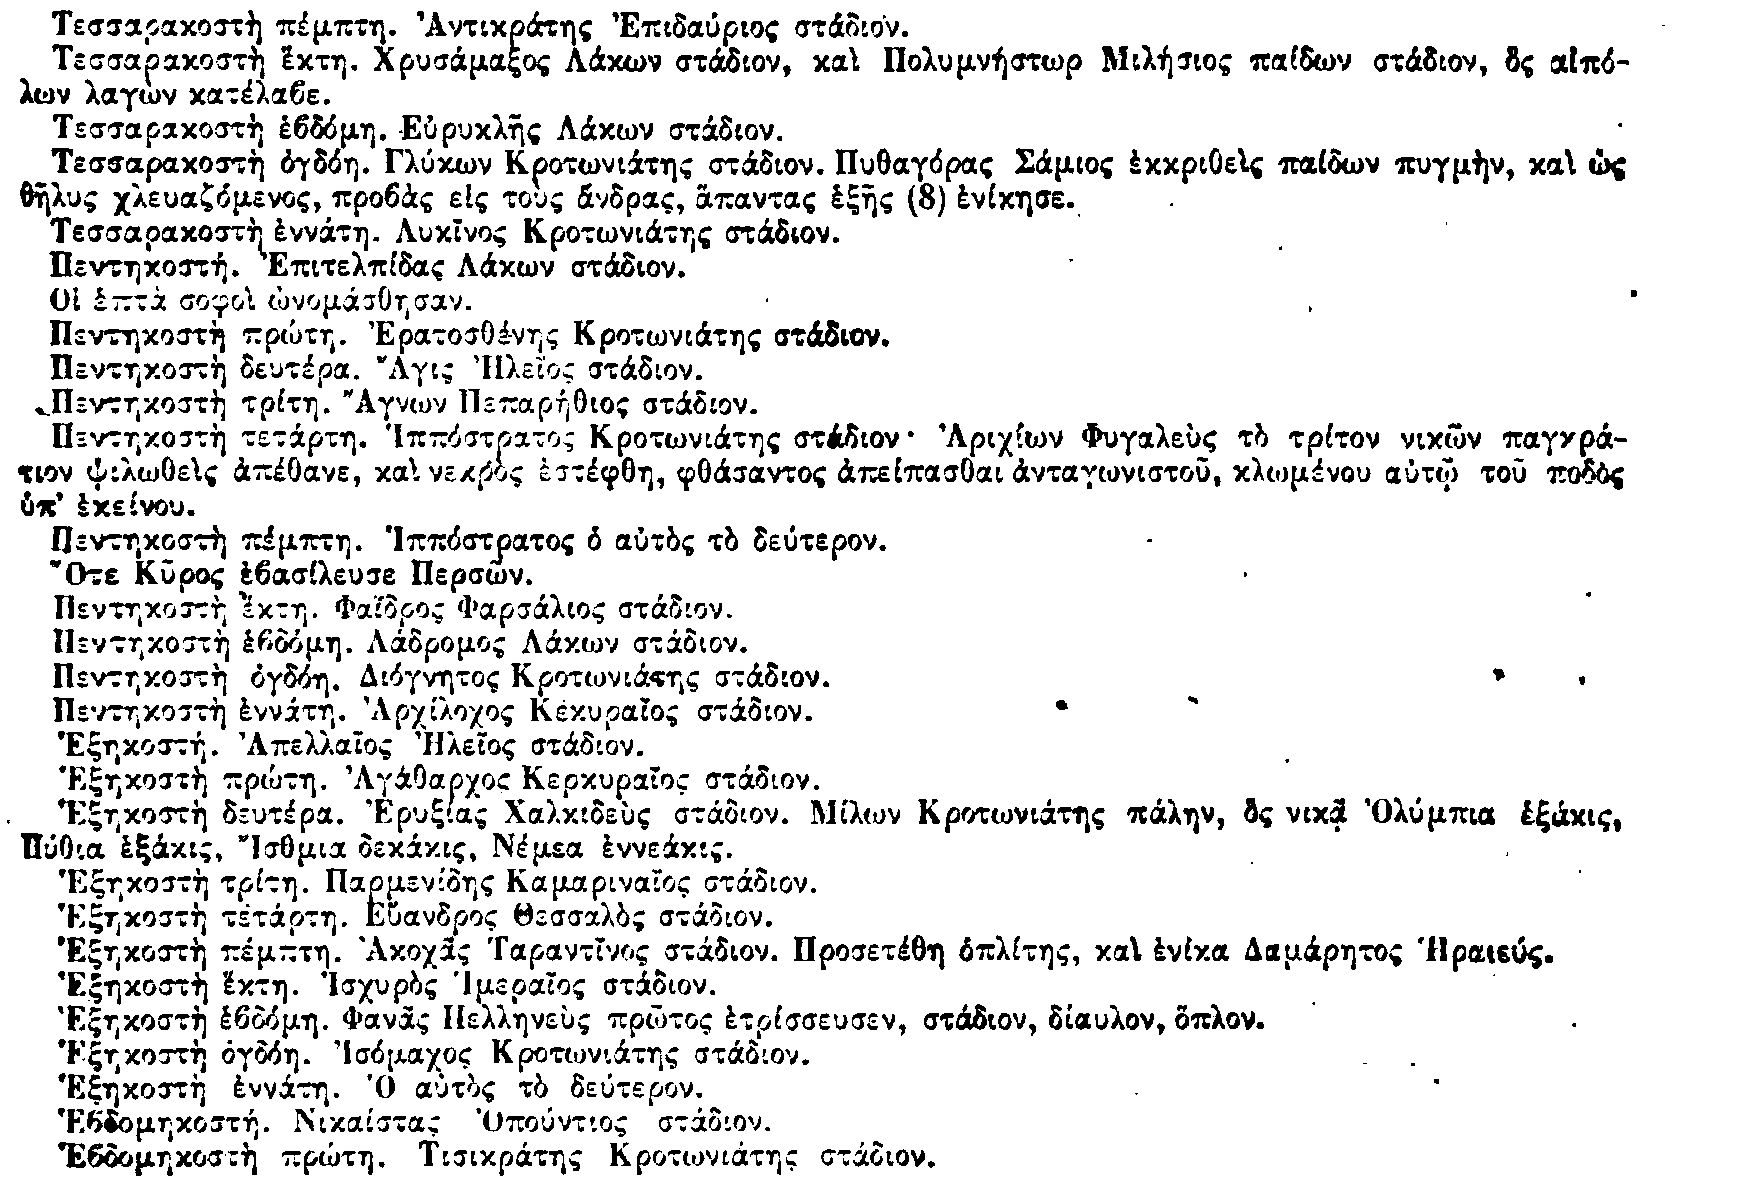 Τεσσαρακοστὴ πέμπτη. Ἀντικράτης Ἐπιδαύριος στάδιον.
Τεσσαρακοστὴ ἕκτη. Χρυσάμαξος Λάκων στάδιον, καὶ Πολυμνήστωρ Μιλήσιος παίδων στάδιον, ὃς αἰπό-
λων λαγὼν κατέλαβε.
Τεσσαρακοστὴ ἑβδόμη. Εὐρυκλῆς Λάκων στάδιον.
Τεσσαρακοστὴ ὀγδόη. Γλύκων Κροτωνιάτης στάδιον. Πυθαγόρας Σάμιος ἐκκριθεὶς παίδων πυγμὴν, καὶ ὡς
θῆλυς χλευαζόμενος, προβὰς εἰς τοὺς ἄνδρας, ἅπαντας ἑξῆς (8) ἐνίκησε.
Τεσσαρακοστὴ ἐννάτη. Λυκῖνος Κροτωνιάτης στάδιον.
Πεντηκοστή. Ἐπιτελπίδας Λάκων στάδιον.
Οἱ ἑπτὰ σοφοὶ ὠνομάσθησαν.
Πεντηκοστὴ πρώτη. Ἐρατοσθένης Κροτωνιάτης στάδιον.
Πεντηκοστὴ δευτέρα. Ἄγις Ἠλεῖος στάδιον.
Πεντηκοστὴ τρίτη. Ἄγνων Πεπαρήθιος στάδιον.
Πεντηκοστὴ τετάρτη. Ἱππόστρατος Κροτωνιάτης στάδιον· Ἀριχίων Φυγαλεὺς τὸ τρίτον νικῶν παγκρά-
τιον ψιλωθεὶς ἀπέθανε, καὶ νεκρὸς ἐστέφθη, φθάσαντος ἀπείπασθαι ἀνταγωνιστοῦ, κλωμένου αὐτῷ τοῦ ποδὸς
ὑπ' ἐκείνου.
Πεντηκοστὴ πέμπτη. Ἱππόστρατος ὁ αὐτὸς τὸ δεύτερον.
Ὅτε Κῦρος ἐβασίλευσε Περσῶν.
Πεντηκοστὴ ἕκτη. Φαῖδρος Φαρσάλιος στάδιον.
Πεντηκοστὴ ἑβδόμη. Λάδρομος Λάκων στάδιον.
Πεντηκοστὴ ὀγδόη. Διόγνητος Κροτωνιάτης στάδιον.
Πεντηκοστὴ ἐννάτη. Ἀρχίλοχος Κεκυραῖος στάδιον.
Ἑξηκοστή. Ἀπελλαῖος Ἠλεῖος στάδιον.
Ἑξηκοστὴ πρώτη. Ἀγάθαρχος Κερκυραῖος στάδιον.
Ἑξηκοστὴ δευτέρα. Ἐρυξίας Χαλκιδεὺς στάδιον. Μίλων Κροτωνιάτης πάλην, ὃς νικᾷ Ὀλύμπια ἑξάκις,
Πύθια ἑξάκις, Ἴσθμια δεκάκις, Νέμεα ἐννεάκις.
Ἑξηκοστὴ τρίτη. Παρμενίδης Καμαριναῖος στάδιον.
Ἑξηκοστὴ τετάρτη. Εὔανδρος Θεσσαλὸς στάδιον.
Ἑξηκοστὴ πέμπτη. Ἀκοχᾶς Ταραντῖνος στάδιον. Προσετέθη ὁπλίτης, καὶ ἐνίκα Δαμάρητος Ἡραιεύς.
Ἑξηκοστὴ ἕκτη. Ἰσχυρὸς Ἱμεραῖος στάδιον.
Ἑξηκοστὴ ἑβδόμη. Φανᾶς Πελληνεὺς πρῶτος ἐτρίσσευσεν, στάδιον, δίαυλον, ὅπλον.
Ἑξηκοστὴ ὀγδόη. Ἰσόμαχος Κροτωνιάτης στάδιον.
Ἑξηκοστὴ ἐννάτη. Ὁ αὐτὸς τὸ δεύτερον.
Ἑβδομηκοστή. Νικαίστας Ὀπούντιος στάδιον.
Ἑβδομηκοστὴ πρώτη. Τισικράτης Κροτωνιάτης στάδιον.